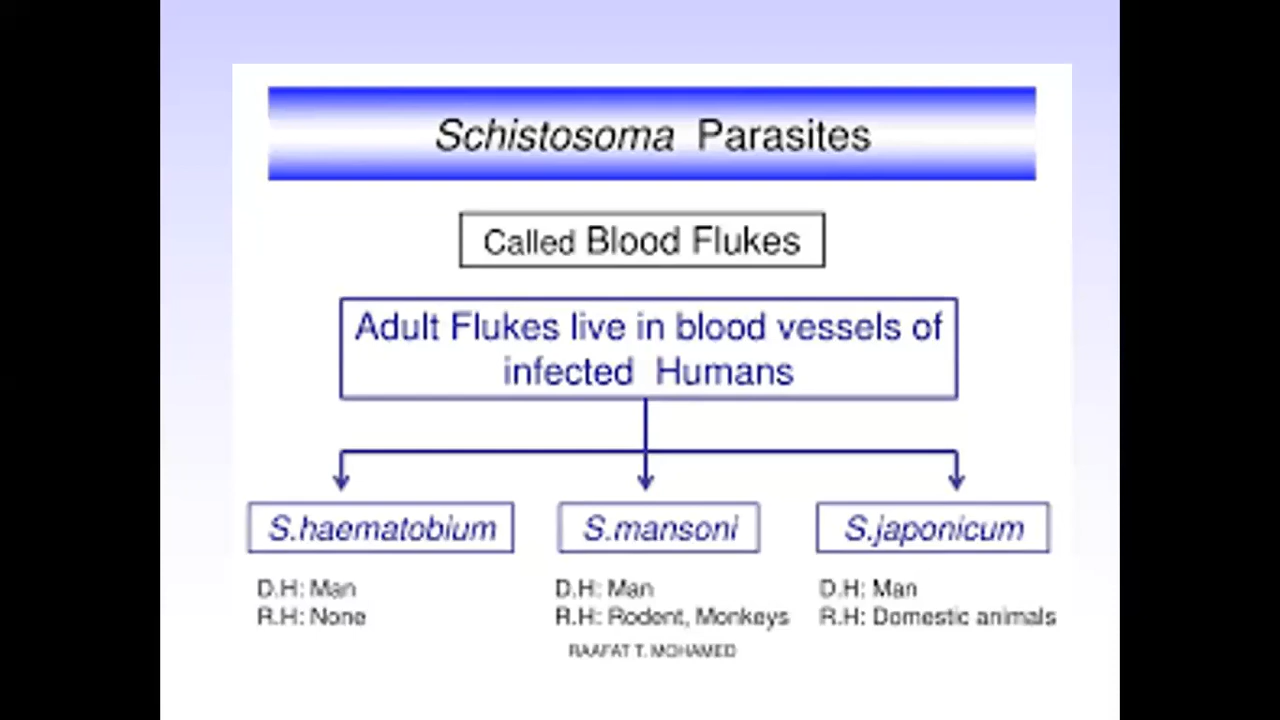 Schistosoma Parasites
Called Blood Flukes
Adult Flukes live in blood vessels of
infected Humans
S.haematobium
S.mansoni
S.japonicum
D.H: Man
R.H: None
D.H: Man
R.H: Rodent, Monkeys
D.H: Man
R.H: Domestic animals
RAAFAT T. MOHAMED